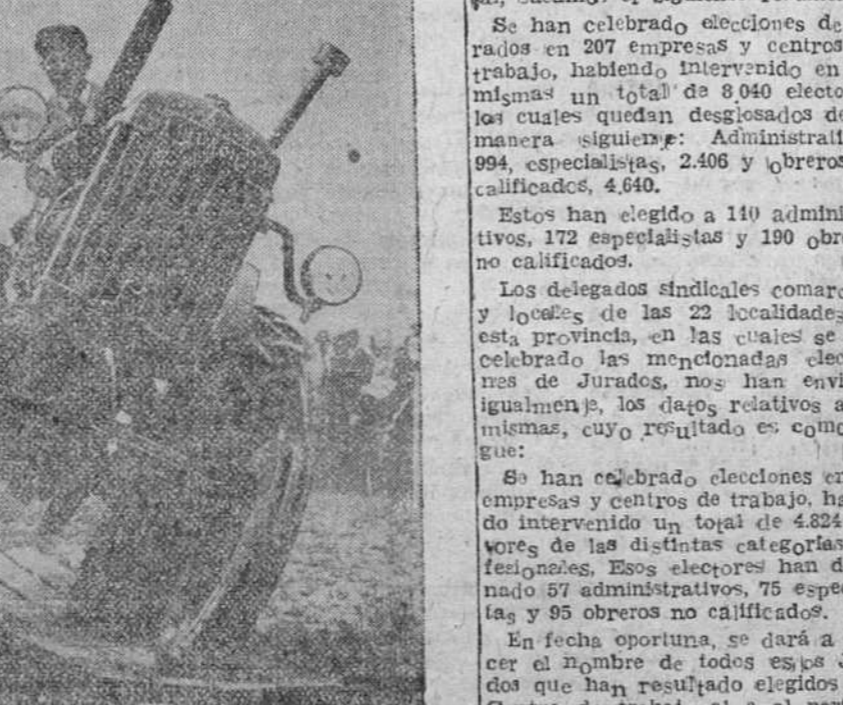 Se han celebrado elecciones de
rados en 207 empresas y centros
trabajo, habiendo intervenido en
mismas un total de 8.040 electo
los cuales quedan desglosados de
manera siguiente: Administrati
994, especialistas, 2.406 y obreros
calificados, 4.640.
Estos han elegido a 110 admini
tivos, 172 especialistas y 190 obre
no calificados.
Los delegados sindicales comarc
y locales de las 22 localidades
esta provincia, en las cuales se
celebrado las mencionadas elec
nes de Jurados, nos han envi
igualmente, los datos relativos a
mismas, cuyo resultado es como
gue:
Se han celebrado elecciones en
empresas y centros de trabajo, ha
do intervenido un total de 4.824
tores de las distintas categorías
fesionales, Esos electores han d
nado 57 administrativos, 75 espec
tas y 95 obreros no calificados.
En fecha oportuna, se dará a
cer el nombre de todos estos J
dos que han resultado elegidos